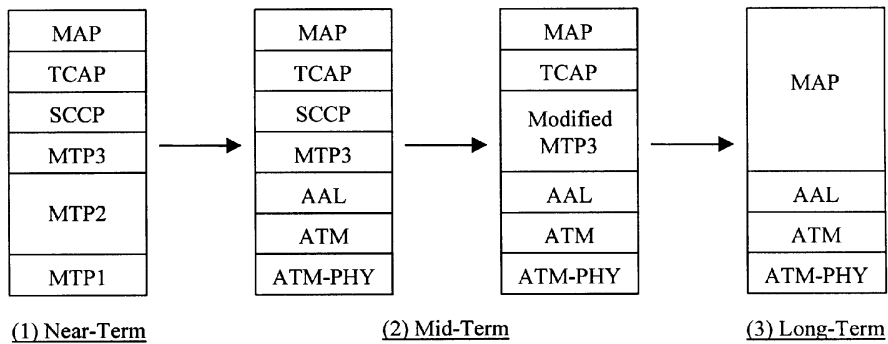 MAP
TCAP
SCCP
MTP3
MTP2
MTP1
MAP
TCAP
SCCP
MTP3
AAL
ATM
ATM-PHY
MAP
TCAP
Modified
MTP3
AAL
ATM
ATM-PHY
MAP
AAL
ATM
ATM-PHY
(1) Near-Term
(2) Mid-Term
(3) Long-Term